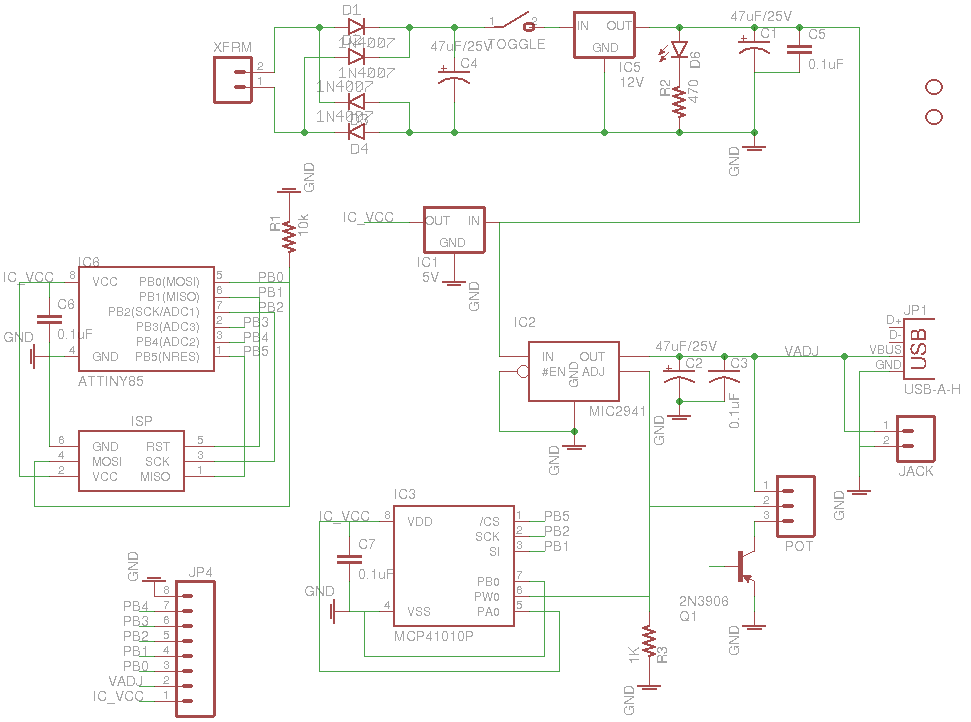 D1
1N4007
1N4007
1N4007
D4
XFRM
2
1
47uF/25V
C4
1
2
TOGGLE
IN
OUT
GND
IC5
12V
D6
R2
470
47uF/25V
C1
C5
0.1uF
GND
GND
R1
10k
IC_VCC
OUT
IN
GND
IC1
5V
GND
IC6
IC_VCC
8
VCC
C6
0.1uF
GND
4
GND
PB0(MOSI)
PB1(MISO)
PB2(SCK/ADC1)
PB3(ADC3)
PB4(ADC2)
PB5(NRES)
5
6
7
2
3
1
PB0
PB1
PB2
PB3
PB4
PB5
ATTINY85
ISP
6
4
2
GND
MOSI
VCC
RST
SCK
MISO
5
3
1
IC2
IN
OUT
#EN
GND
ADJ
MIC2941
GND
47uF/25V
C2
C3
0.1uF
GND
VADJ
JP1
D+
D-
VBUS
GND
USB
USB-A-H
1
2
JACK
GND
1
2
3
POT
2N3906
Q1
GND
IC3
IC_VCC
8
VDD
C7
0.1uF
GND
4
VSS
/CS
SCK
SI
PB0
PW0
PA0
1
2
3
7
6
5
PB5
PB2
PB1
MCP41010P
1K
R3
GND
GND
JP4
8
PB4
7
PB3
6
PB2
5
PB1
4
PB0
3
VADJ
2
IC_VCC
1